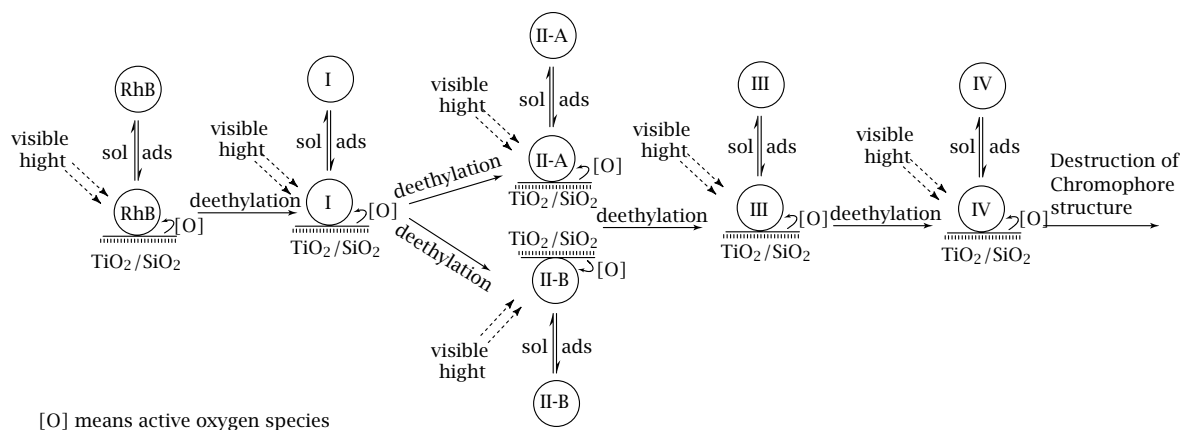 RhB
sol ads
visible
hight
RhB
[O]
TiO2/SiO2
deethylation
I
sol ads
visible
hight
I
[O]
TiO2/SiO2
deethylation
deethylation
II-A
sol ads
visible
hight
II-A
[O]
TiO2/SiO2
TiO2/SiO2
[O]
II-B
visible
hight
sol ads
II-B
deethylation
III
sol ads
visible
hight
III
[O]
TiO2/SiO2
deethylation
IV
sol ads
visible
hight
IV
[O]
TiO2/SiO2
Destruction of
Chromophore
structure
[O] means active oxygen species